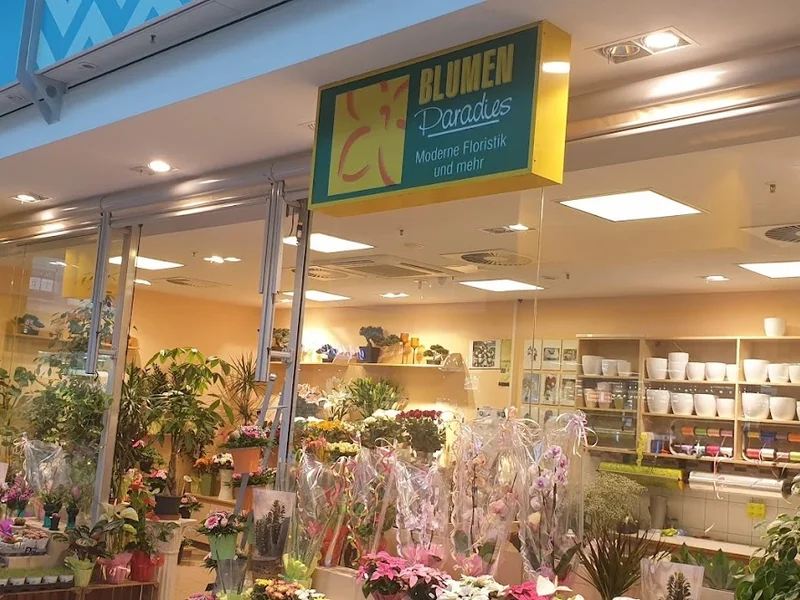 BLUMEN
Paradies
Moderne Floristik
und mehr